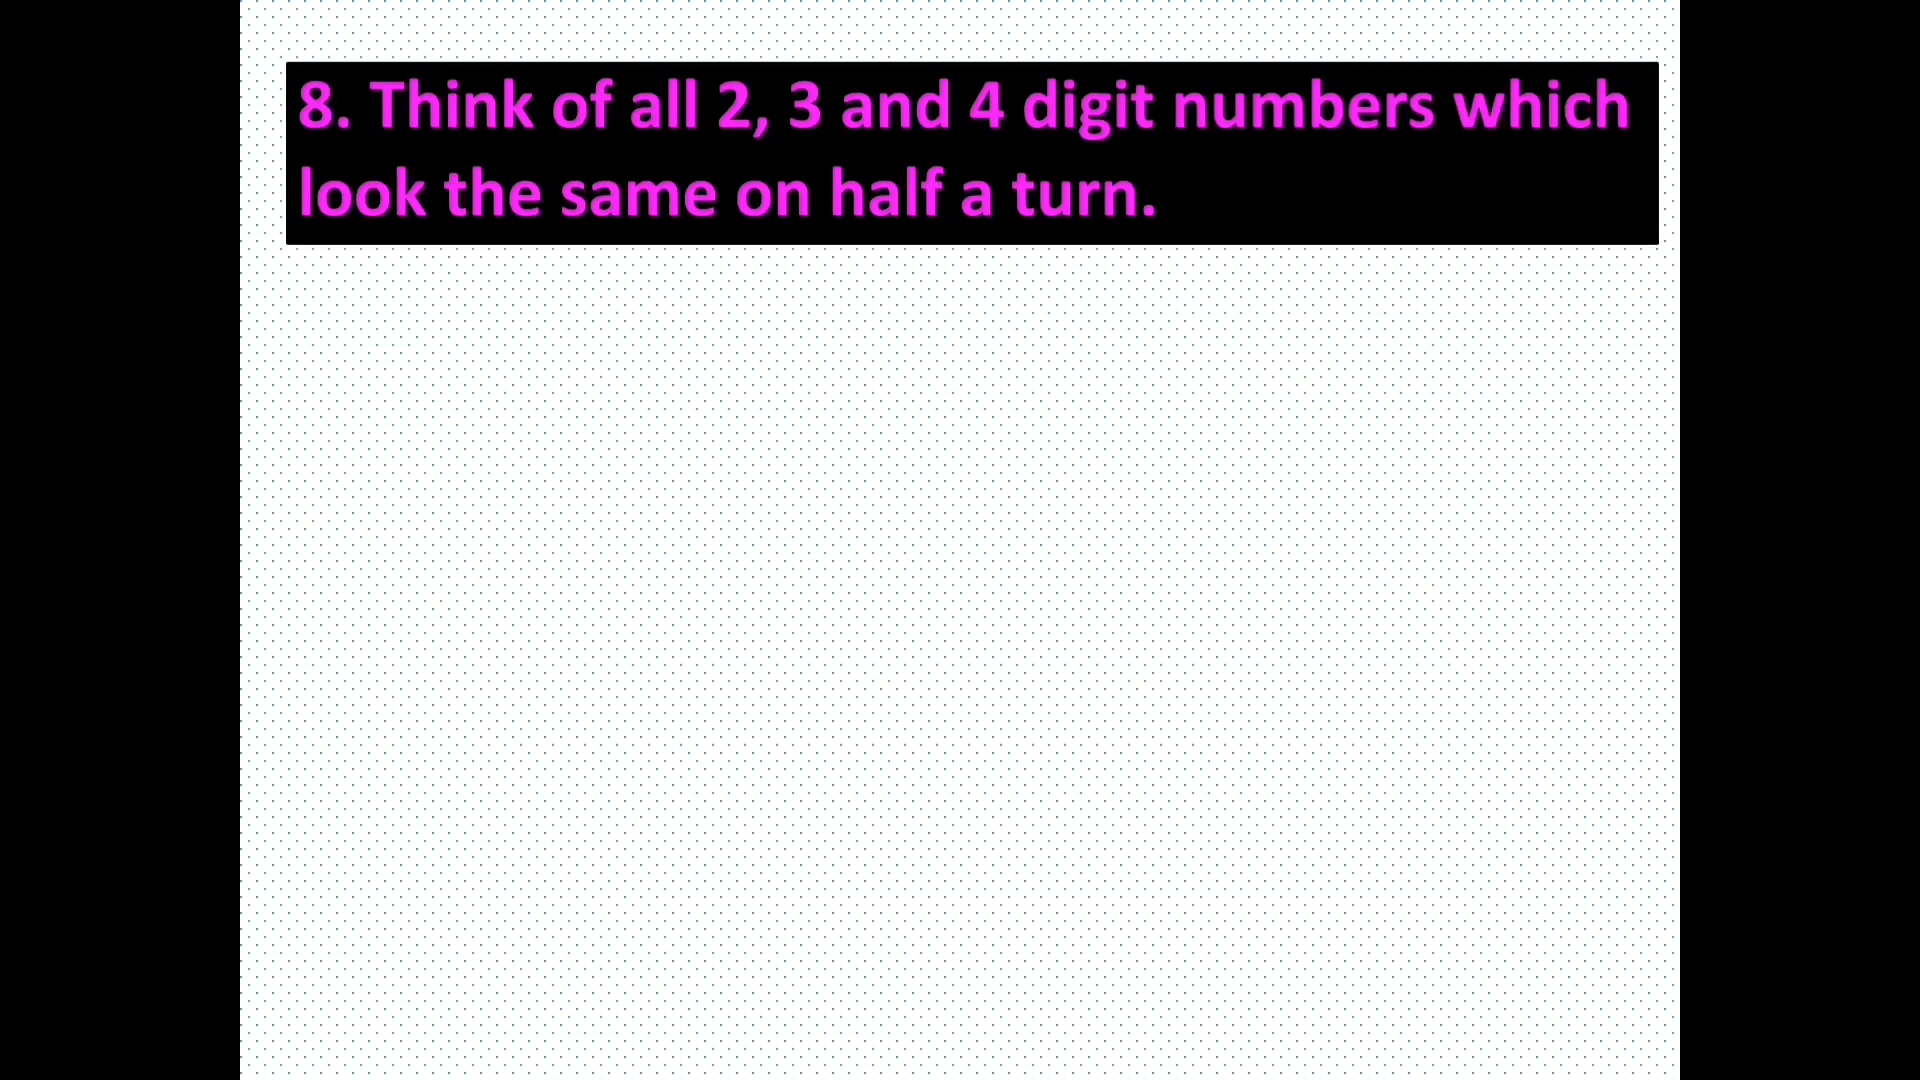 8. Think of all 2, 3 and 4 digit numbers which
look the same on half a turn.